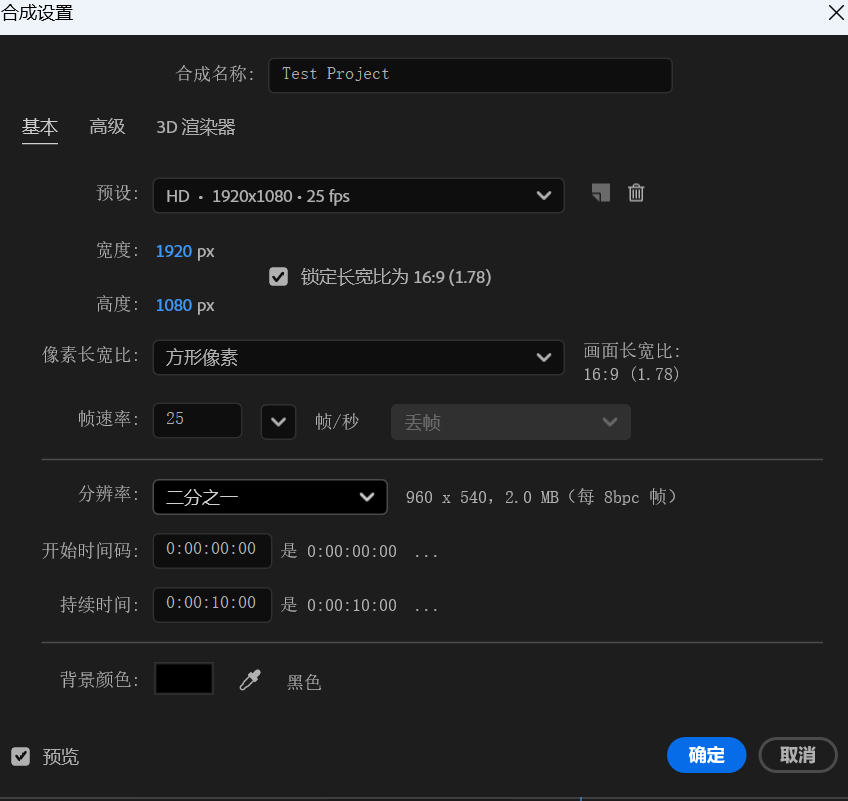 合成设置
合成名称： Test Project
基本 高级 3D 渲染器
预设： HD • 1920x1080 • 25 fps
宽度： 1920 px
锁定长宽比为 16:9 (1.78)
高度： 1080 px
像素长宽比： 方形像素 画面长宽比：
16:9 (1.78)
帧速率： 25 帧/秒 丢帧
分辨率： 二分之一 960 x 540，2.0 MB（每 8bpc 帧）
开始时间码： 0:00:00:00 是 0:00:00:00 ...
持续时间： 0:00:10:00 是 0:00:10:00 ...
背景颜色： 黑色
预览 确定 取消